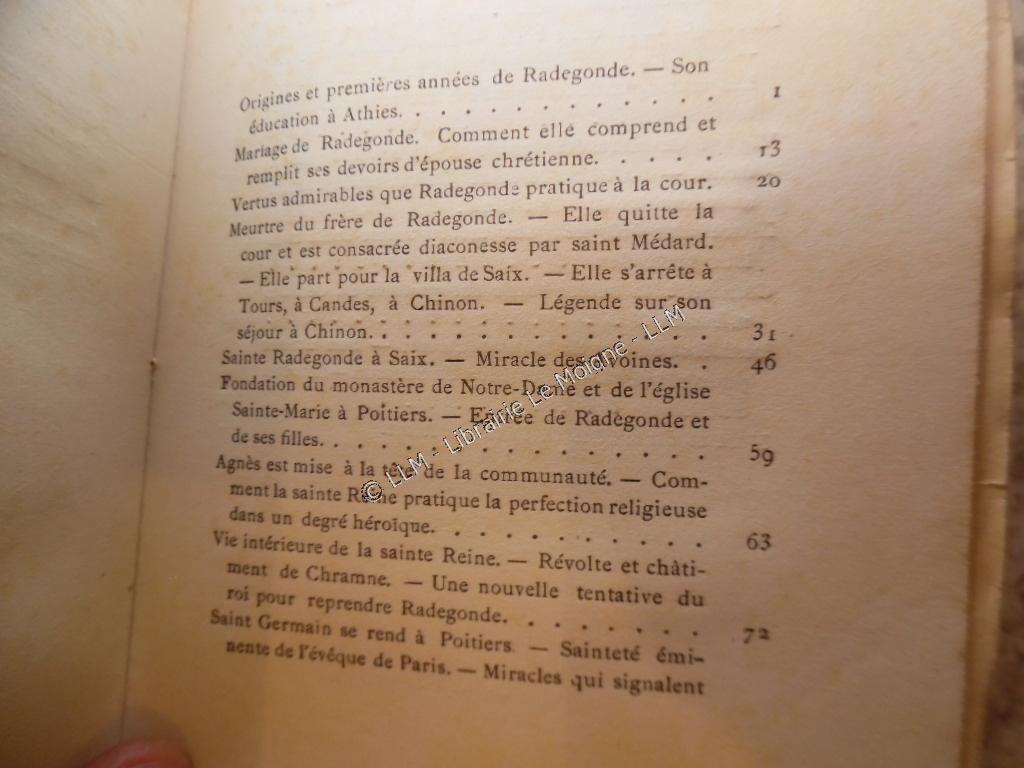 Origines et premières années de Radegonde. — Son
éducation à Athies. . . . . . . . . . . 1
Mariage de Radegonde. Comment elle comprend et
remplit ses devoirs d'épouse chrétienne. . . . . 13
Vertus admirables que Radegonde pratique à la cour. 20
Meurtre du frère de Radegonde. — Elle quitte la
cour et est consacrée diaconesse par saint Médard.
— Elle part pour la villa de Saix. — Elle s'arrête à
Tours, à Candes, à Chinon. — Légende sur son
séjour à Chinon. . . . . . . . . . . . 31
Sainte Radegonde à Saix. — Miracle des avoines. . 46
Fondation du monastère de Notre-Dame et de l'église
Sainte-Marie à Poitiers. — Entrée de Radegonde et
de ses filles. . . . . . . . . . . . . . 59
Agnès est mise à la tête de la communauté. — Com-
ment la sainte Reine pratique la perfection religieuse
dans un degré héroïque. . . . . . . . . . 63
Vie intérieure de la sainte Reine. — Révolte et châti-
ment de Chramne. — Une nouvelle tentative du
roi pour reprendre Radegonde. . . . . . . . 72
Saint Germain se rend à Poitiers. — Sainteté émi-
nente de l'évêque de Paris. — Miracles qui signalent
© LLM - Librairie Le Moigne - LLM